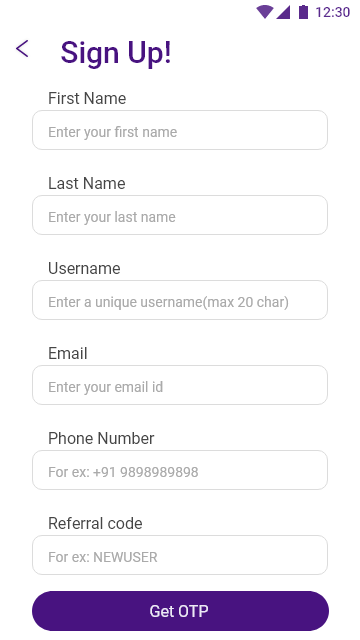 12:30
Sign Up!
First Name
Enter your first name
Last Name
Enter your last name
Username
Enter a unique username(max 20 char)
Email
Enter your email id
Phone Number
For ex: +91 9898989898
Referral code
For ex: NEWUSER
Get OTP